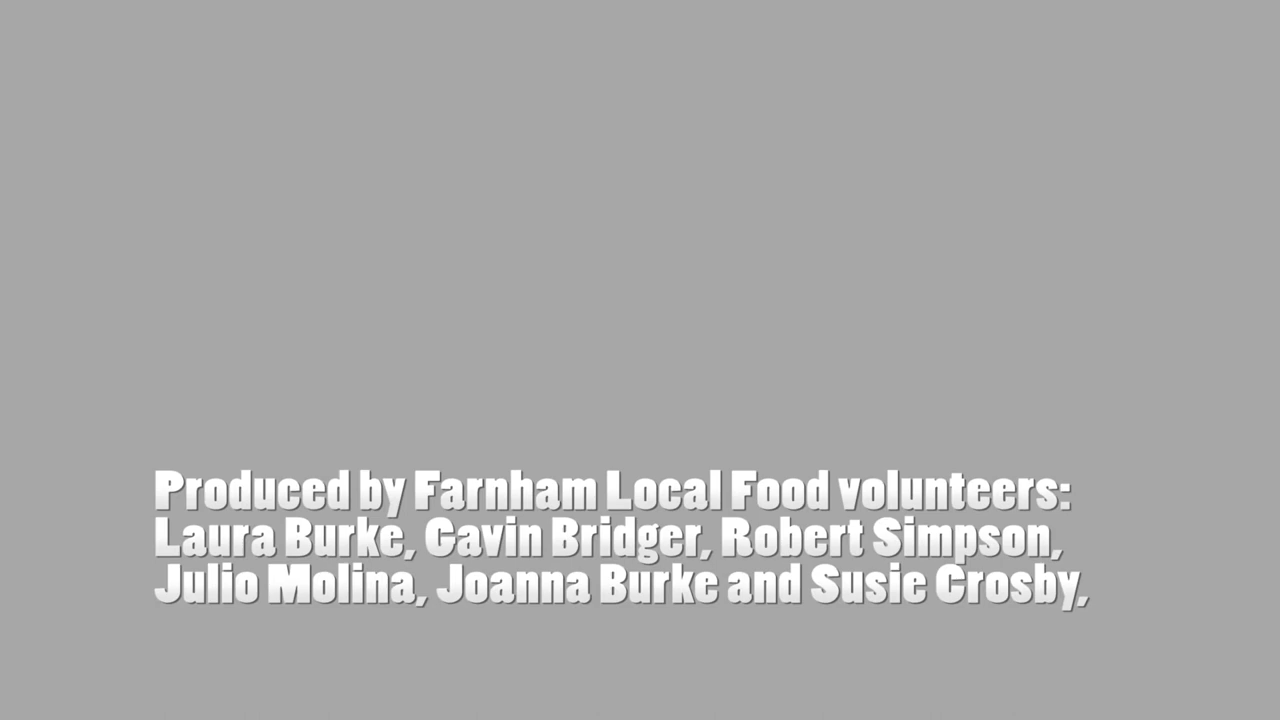 Produced by Farnham Local Food volunteers:
Laura Burke, Gavin Bridger, Robert Simpson,
Julio Molina, Joanna Burke and Susie Crosby,